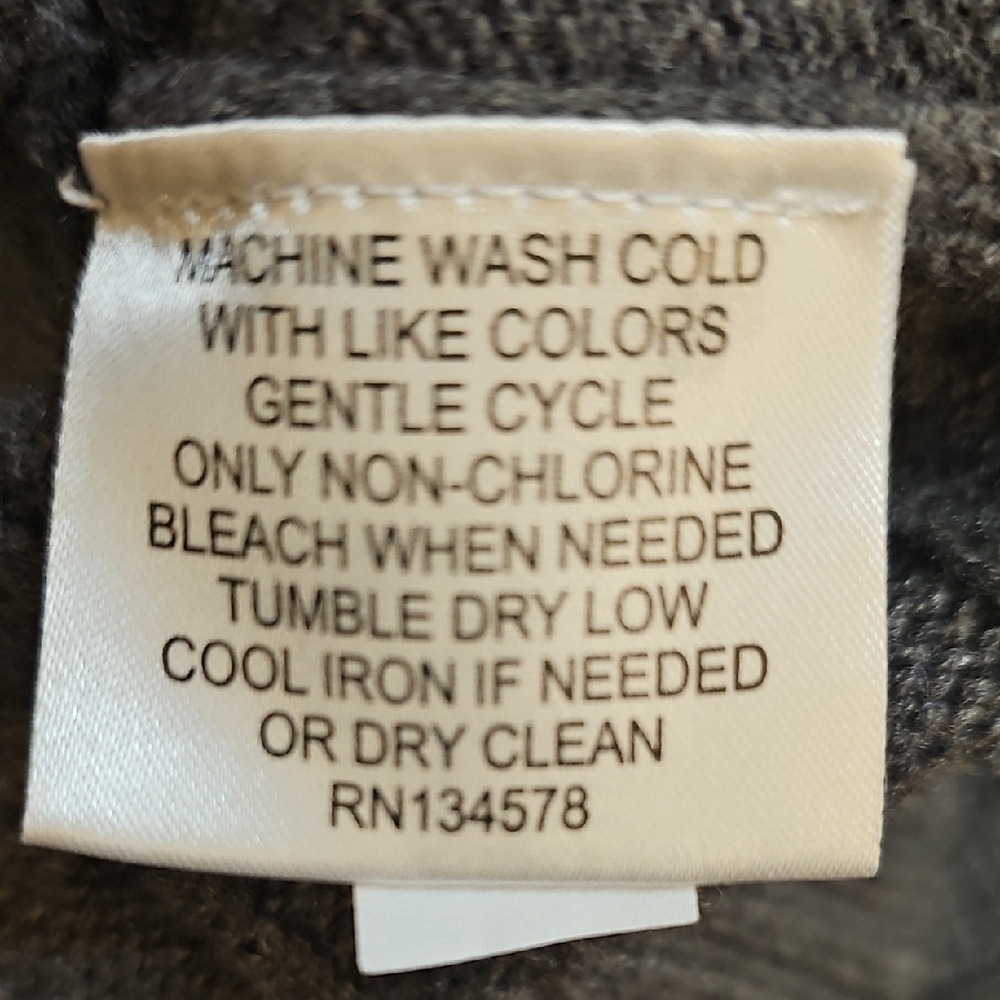 MACHINE WASH COLD
WITH LIKE COLORS
GENTLE CYCLE
ONLY NON-CHLORINE
BLEACH WHEN NEEDED
TUMBLE DRY LOW
COOL IRON IF NEEDED
OR DRY CLEAN
RN134578